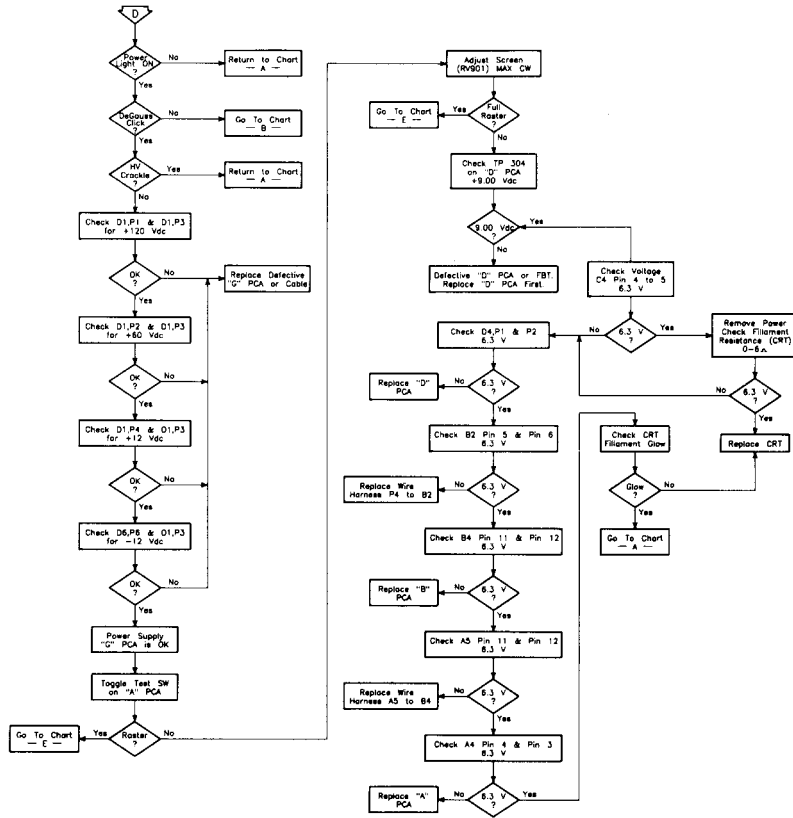 D
Power
Light ON
?
No
Return to Chart
— A —
Yes
DeGauss
Click
?
No
Go To Chart
— B —
Yes
HV
Crackle
?
Yes
Return to Chart
— A —
No
Check D1,P1 & D1,P3
for +120 Vdc
OK
?
No
Replace Defective
"G" PCA or Cable
Yes
Check D1,P2 & D1,P3
for +60 Vdc
OK
?
No
Yes
Check D1,P4 & D1,P3
for +12 Vdc
OK
?
No
Yes
Check D6,P6 & D1,P3
for -12 Vdc
OK
?
No
Yes
Power Supply
"G" PCA is OK
Toggle Test SW
on "A" PCA
Raster
?
Yes
Go To Chart
— E —
No
Adjust Screen
(RV901) MAX CW
Full
Raster
?
Yes
Go To Chart
— E —
No
Check TP 304
on "D" PCA
+9.00 Vdc
9.00 Vdc
?
Yes
No
Defective "D" PCA or FBT.
Replace "D" PCA First.
Check Voltage
C4 Pin 4 to 5
6.3 V
6.3 V
?
No
Yes
Remove Power
Check Fillament
Resistance (CRT)
0-6
6.3 V
?
No
Yes
Replace CRT
Check D4,P1 & P2
6.3 V
6.3 V
?
No
Replace "D"
PCA
Yes
Check B2 Pin 5 & Pin 6
6.3 V
6.3 V
?
No
Replace Wire
Harness P4 to B2
Yes
Check B4 Pin 11 & Pin 12
6.3 V
6.3 V
?
No
Replace "B"
PCA
Yes
Check A5 Pin 11 & Pin 12
6.3 V
6.3 V
?
No
Replace Wire
Harness A5 to B4
Yes
Check A4 Pin 4 & Pin 3
6.3 V
6.3 V
?
No
Replace "A"
PCA
Yes
Check CRT
Fillament Glow
Glow
?
No
Yes
Go To Chart
— A —